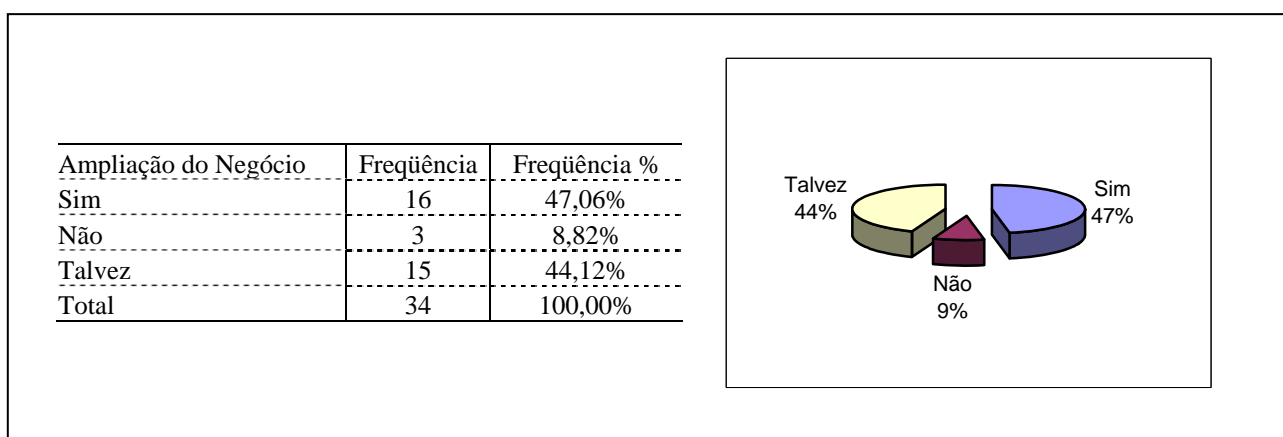 Ampliação do Negócio Freqüência Freqüência %
Sim 16 47,06%
Não 3 8,82%
Talvez 15 44,12%
Total 34 100,00%
Talvez
44%
Sim
47%
Não
9%